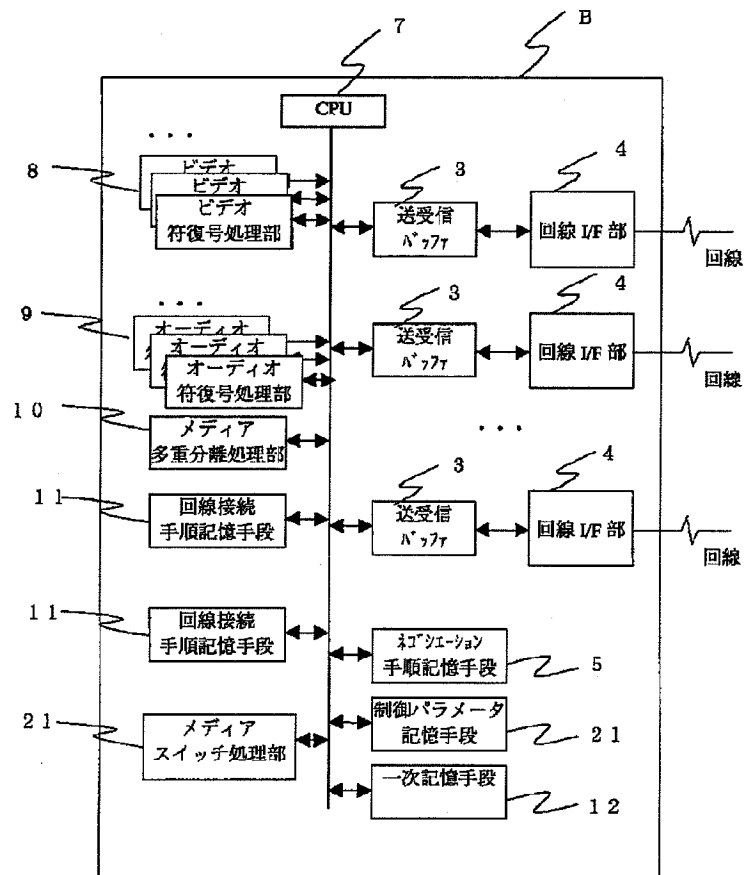 7
B
CPU
・・・
8
ビデオ
ビデオ
ビデオ
符復号処理部
3
送受信
バッファ
4
回線 I/F 部
回線
・・・
9
オーディオ
符
オーディオ
符
オーディオ
符復号処理部
3
送受信
バッファ
4
回線 I/F 部
回線
10
メディア
多重分離処理部
・・・
11
回線接続
手順記憶手段
3
送受信
バッファ
4
回線 I/F 部
回線
11
回線接続
手順記憶手段
ネゴシエーション
手順記憶手段
5
21
メディア
スイッチ処理部
制御パラメータ
記憶手段
21
一次記憶手段
12